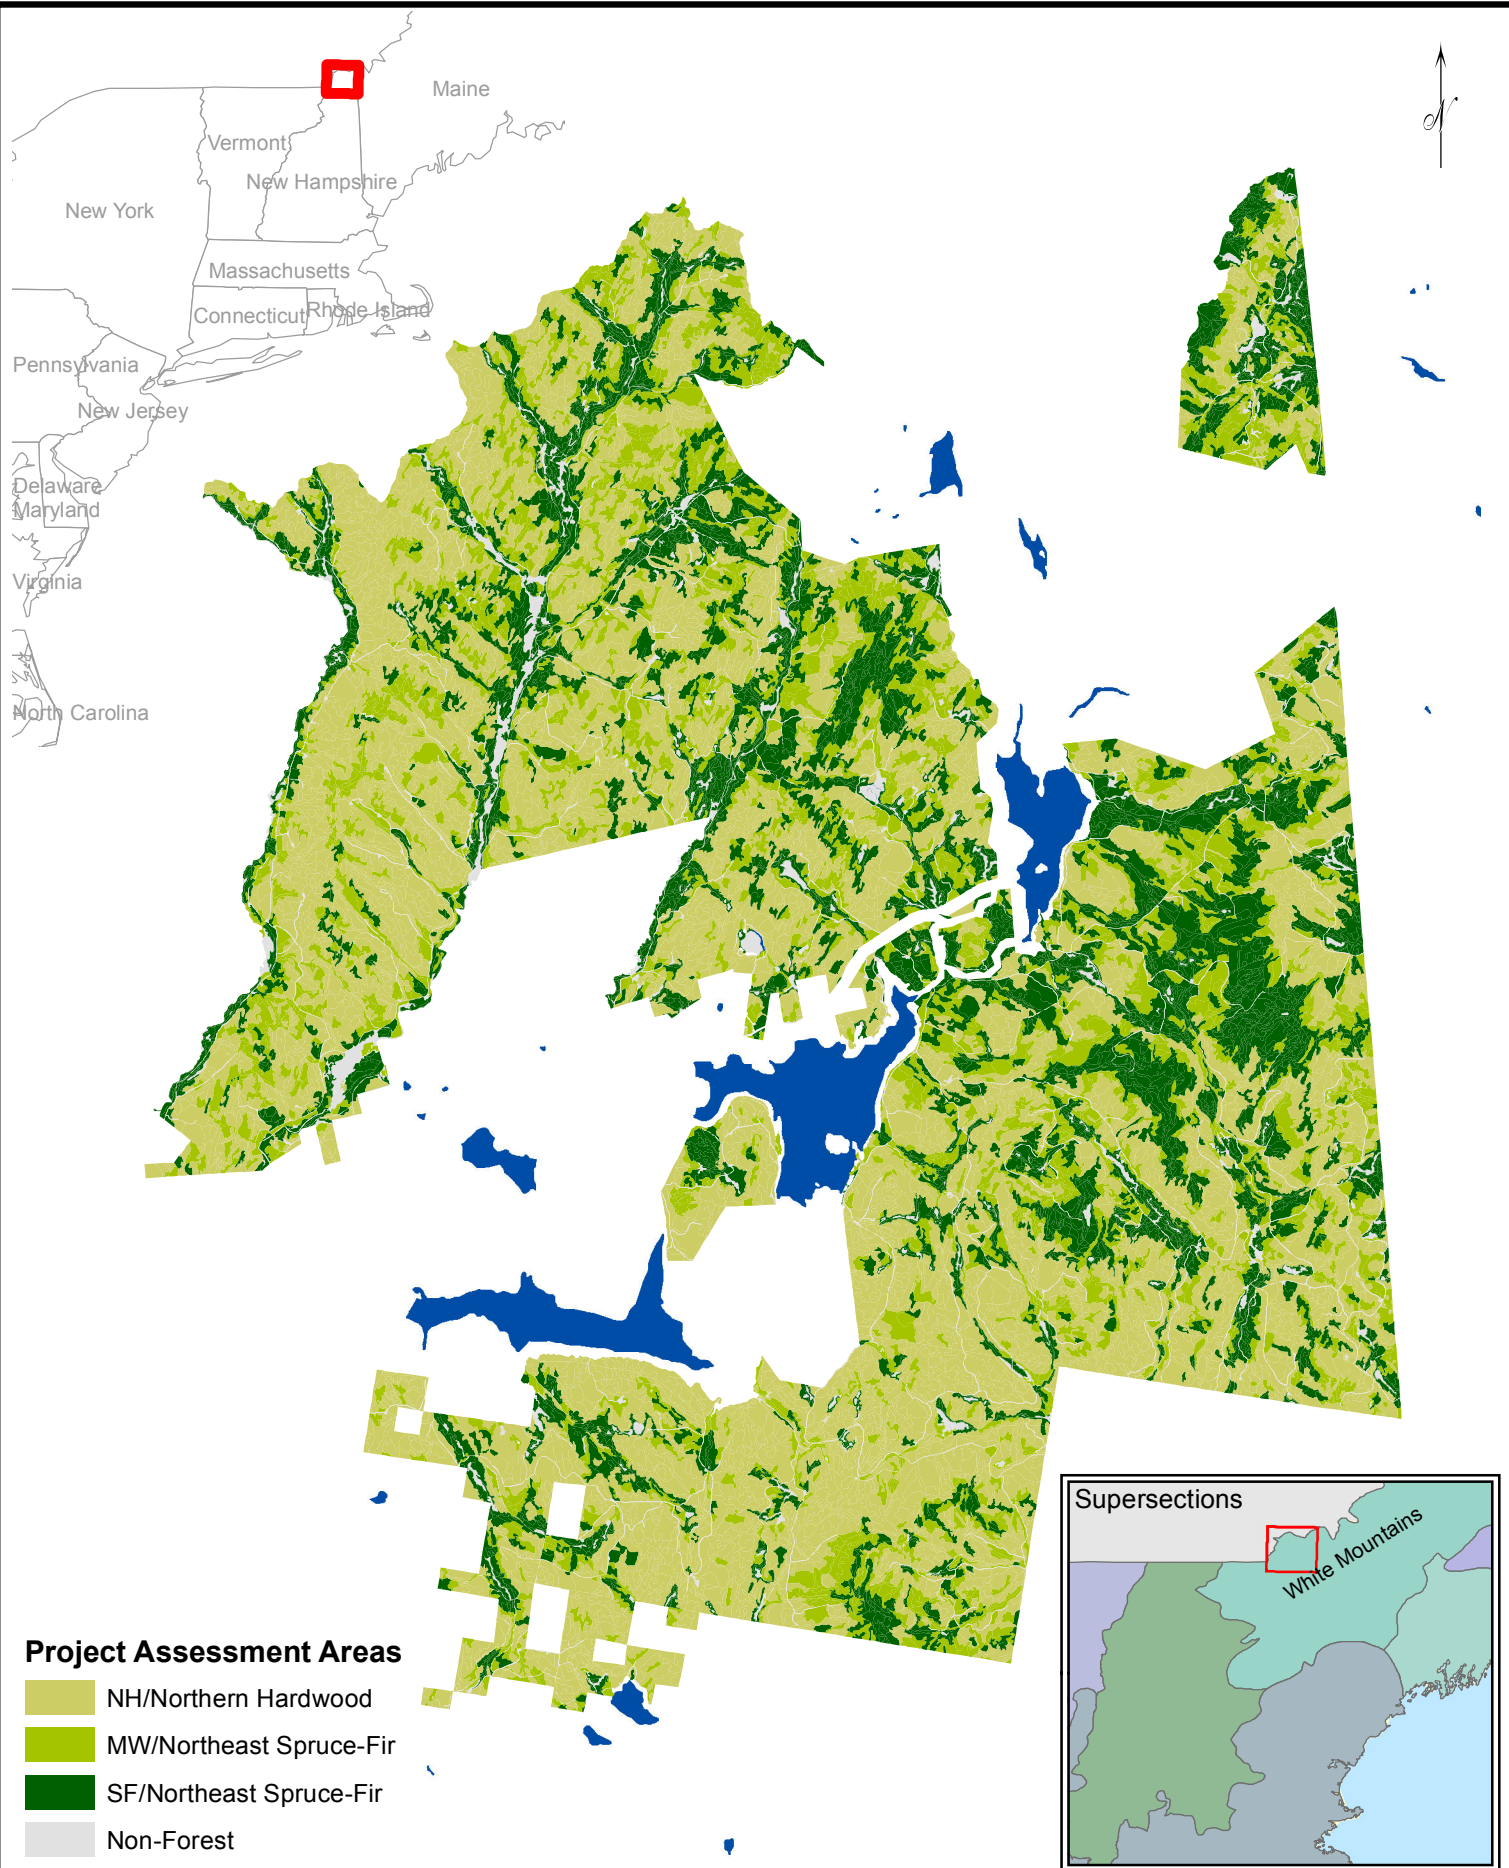 Maine
Vermont
New Hampshire
New York
Massachusetts
Connecticut
Rhode Island
Pennsylvania
New Jersey
Delaware
Maryland
Virginia
North Carolina
N
Supersections
White Mountains
Project Assessment Areas
NH/Northern Hardwood
MW/Northeast Spruce-Fir
SF/Northeast Spruce-Fir
Non-Forest